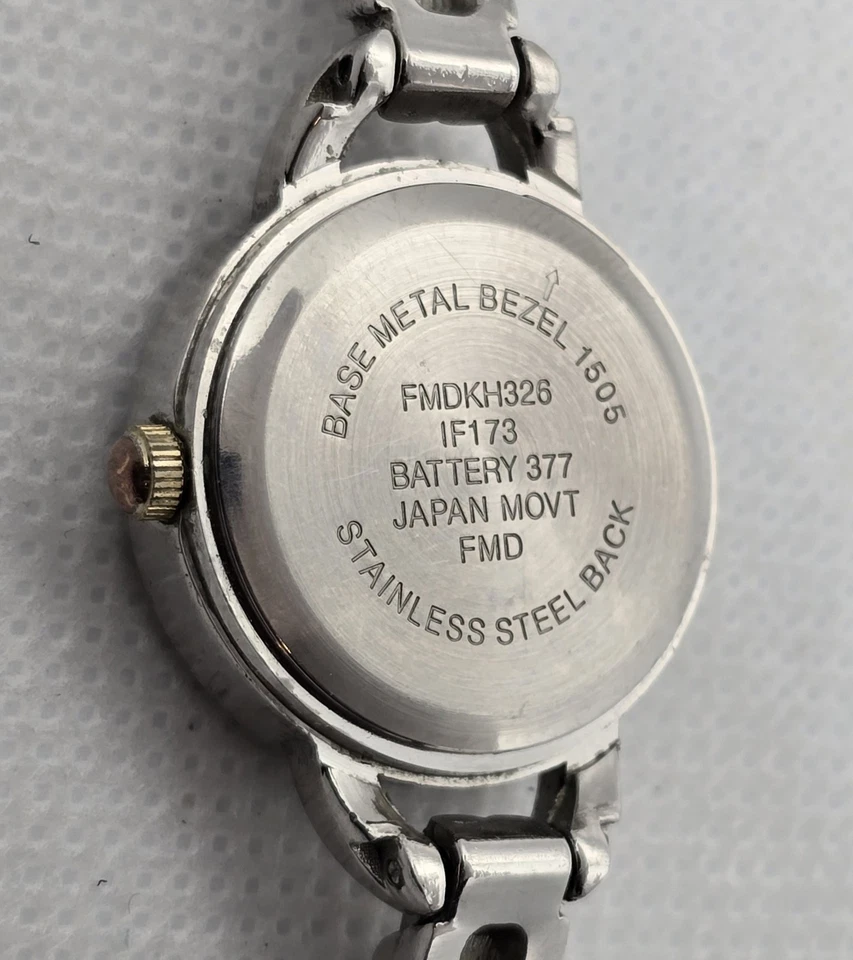 BASE METAL BEZEL 1505
FMDKH326
IF173
BATTERY 377
JAPAN MOVT
FMD
STAINLESS STEEL BACK